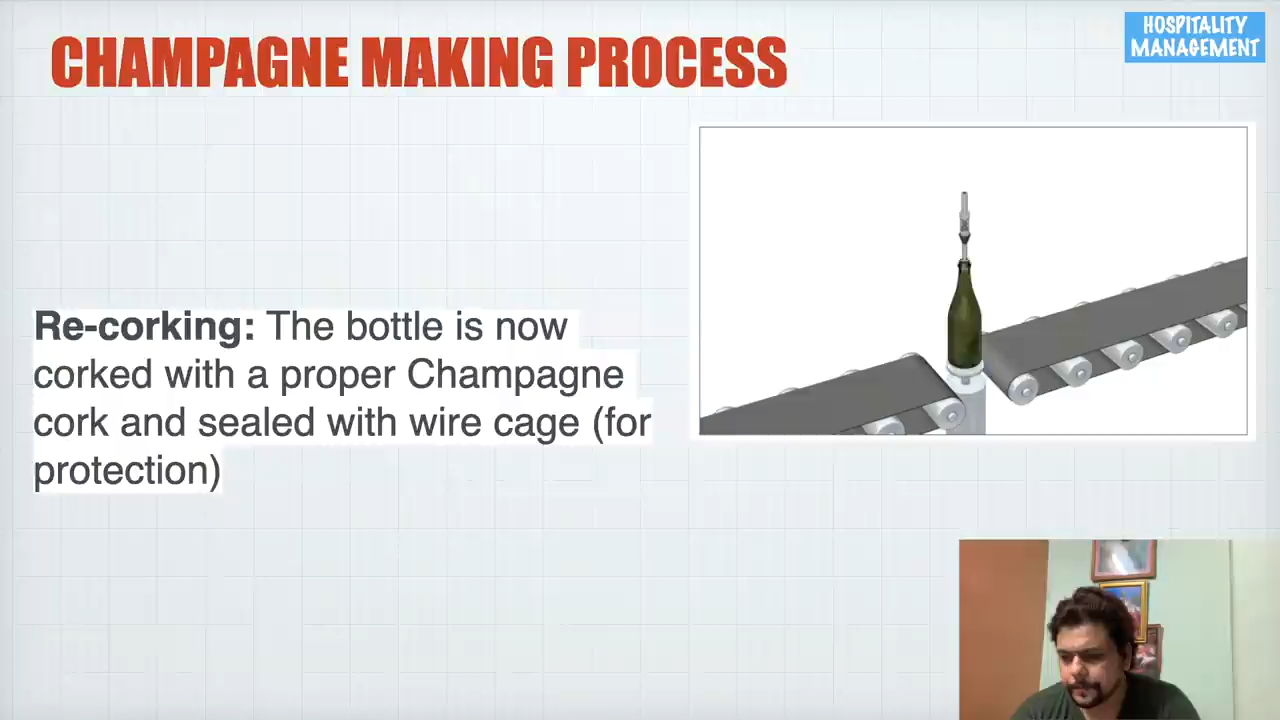 CHAMPAGNE MAKING PROCESS
HOSPITALITY
MANAGEMENT
Re-corking: The bottle is now
corked with a proper Champagne
cork and sealed with wire cage (for
protection)